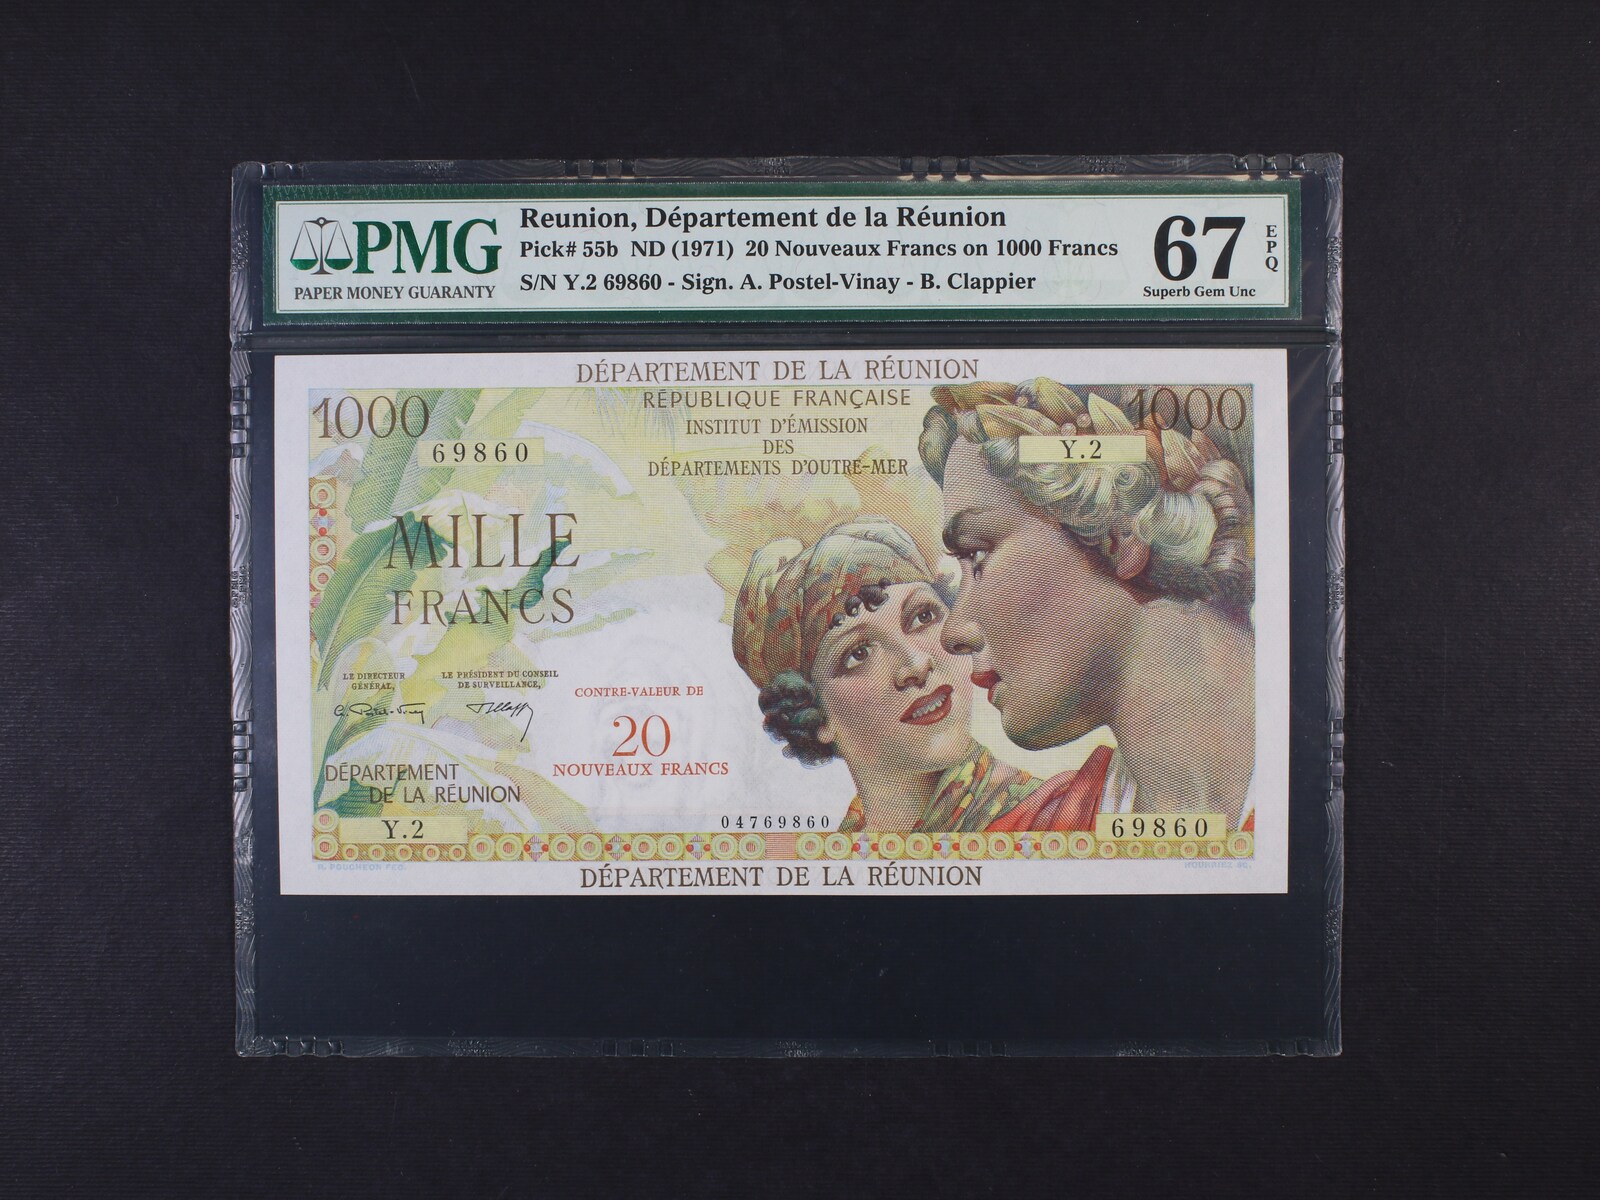 PMG
PAPER MONEY GUARANTY
Reunion, Département de la Réunion
Pick# 55b ND (1971) 20 Nouveaux Francs on 1000 Francs
S/N Y.2 69860 - Sign. A. Postel-Vinay - B. Clappier
67
EPQ
Superb Gem Unc
DÉPARTEMENT DE LA RÉUNION
RÉPUBLIQUE FRANÇAISE
1000
1000
69860
Y.2
INSTITUT D'ÉMISSION
DES
DÉPARTEMENTS D'OUTRE-MER
MILLE
FRANCS
LE DIRECTEUR
GÉNÉRAL,
LE PRÉSIDENT DU CONSEIL
DE SURVEILLANCE,
CONTRE-VALEUR DE
20
NOUVEAUX FRANCS
DÉPARTEMENT
DE LA RÉUNION
Y.2
04769860
69860
DÉPARTEMENT DE LA RÉUNION